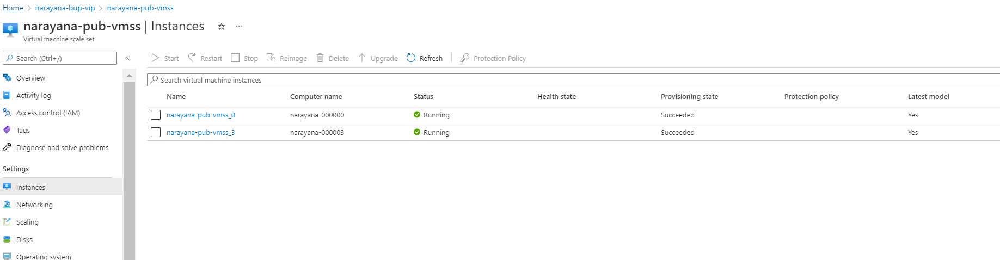 Home > narayana-bup-vip > narayana-pub-vmss
narayana-pub-vmss | Instances ☆ ···
Virtual machine scale set
Search (Ctrl+/) «
Overview
Activity log
Access control (IAM)
Tags
Diagnose and solve problems
Settings
Instances
Networking
Scaling
Disks
Operating system
Start Restart Stop Reimage Delete Upgrade Refresh Protection Policy
Search virtual machine instances
Name Computer name Status Health state Provisioning state Protection policy Latest model
narayana-pub-vmss_0 narayana-000000 Running Succeeded Yes
narayana-pub-vmss_3 narayana-000003 Running Succeeded Yes